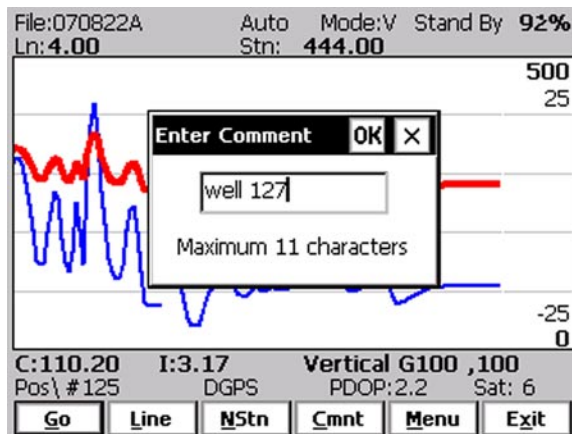 File:070822A Auto Mode:V Stand By 92%
Ln:4.00 Stn: 444.00
500
25
Enter Comment OK ×
well 127
Maximum 11 characters
-25
0
C:110.20 I:3.17 Vertical G100 ,100
Pos\ #125 DGPS PDOP:2.2 Sat: 6
Go Line NStn Cmnt Menu Exit